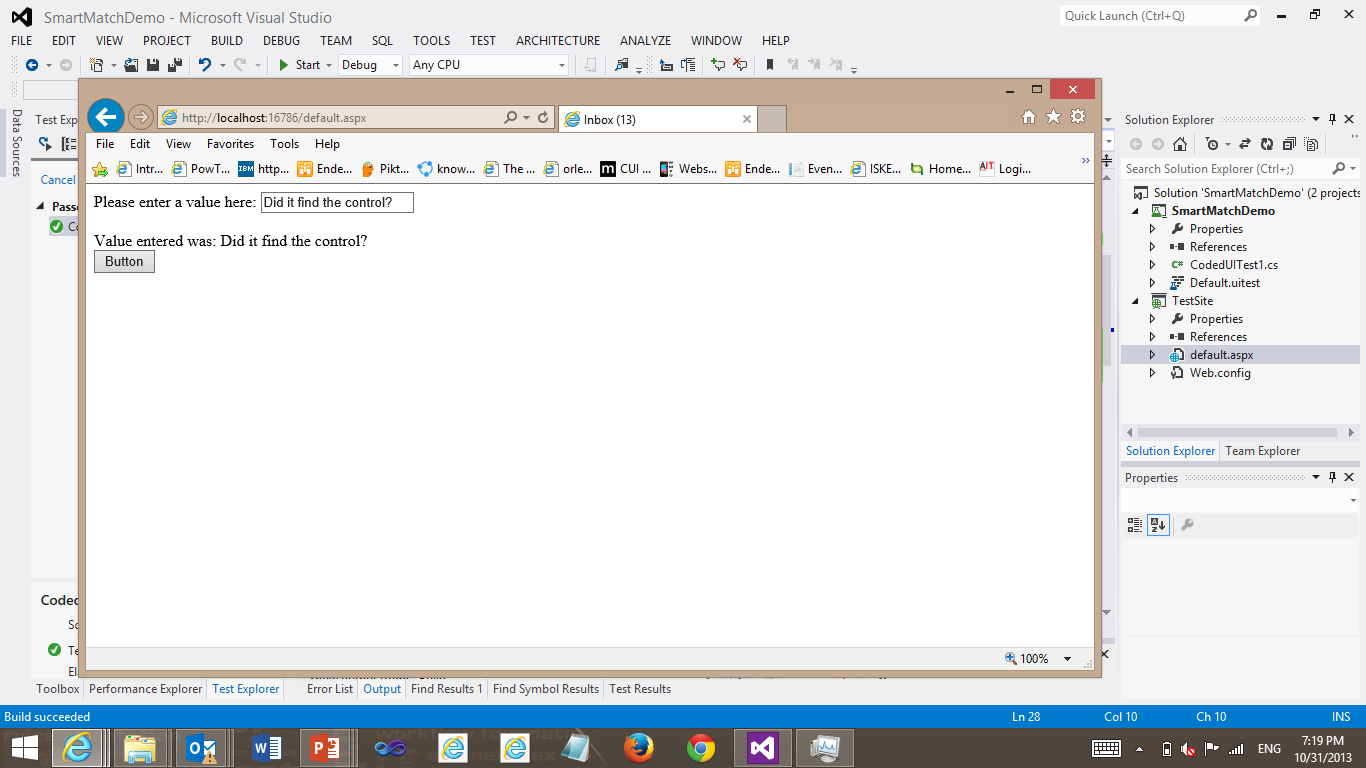 SmartMatchDemo - Microsoft Visual Studio
Quick Launch (Ctrl+Q)
FILE EDIT VIEW PROJECT BUILD DEBUG TEAM SQL TOOLS TEST ARCHITECTURE ANALYZE WINDOW HELP
Start Debug Any CPU
http://localhost:16786/default.aspx
Inbox (13)
File Edit View Favorites Tools Help
Intr... PowT... IBM http... Ende... Pikt... know... The ... orle... m CUI ... Webs... Ende... Even... ISKE... Home... AIT Logi...
Please enter a value here: Did it find the control?
Value entered was: Did it find the control?
Button
100%
Data Sources
Test Exp
Cancel
Passe
Co
Coded
So
Te
Ela
Solution Explorer
Search Solution Explorer (Ctrl+;)
Solution 'SmartMatchDemo' (2 projects
SmartMatchDemo
Properties
References
C# CodedUITest1.cs
Default.uitest
TestSite
Properties
References
default.aspx
Web.config
Solution Explorer Team Explorer
Properties
Toolbox Performance Explorer Test Explorer Error List Output Find Results 1 Find Symbol Results Test Results
Build succeeded Ln 28 Col 10 Ch 10 INS
ENG
7:19 PM
10/31/2013